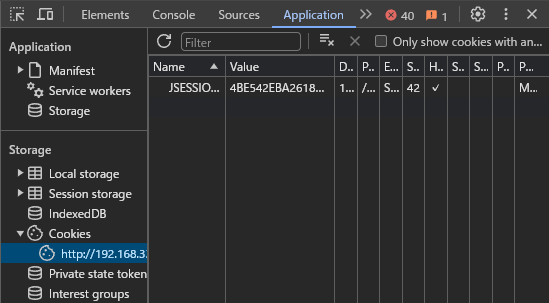 Elements Console Sources Application 40 1
Application
Manifest
Service workers
Storage
Storage
Local storage
Session storage
IndexedDB
Cookies
http://192.168.3
Private state token
Interest groups
Filter Only show cookies with an...
Name Value D.. P.. E.. S.. H.. S.. S.. P.. P..
JSESSIO... 4BE542EBA2618... 1... /... S... 42 ✓ M...